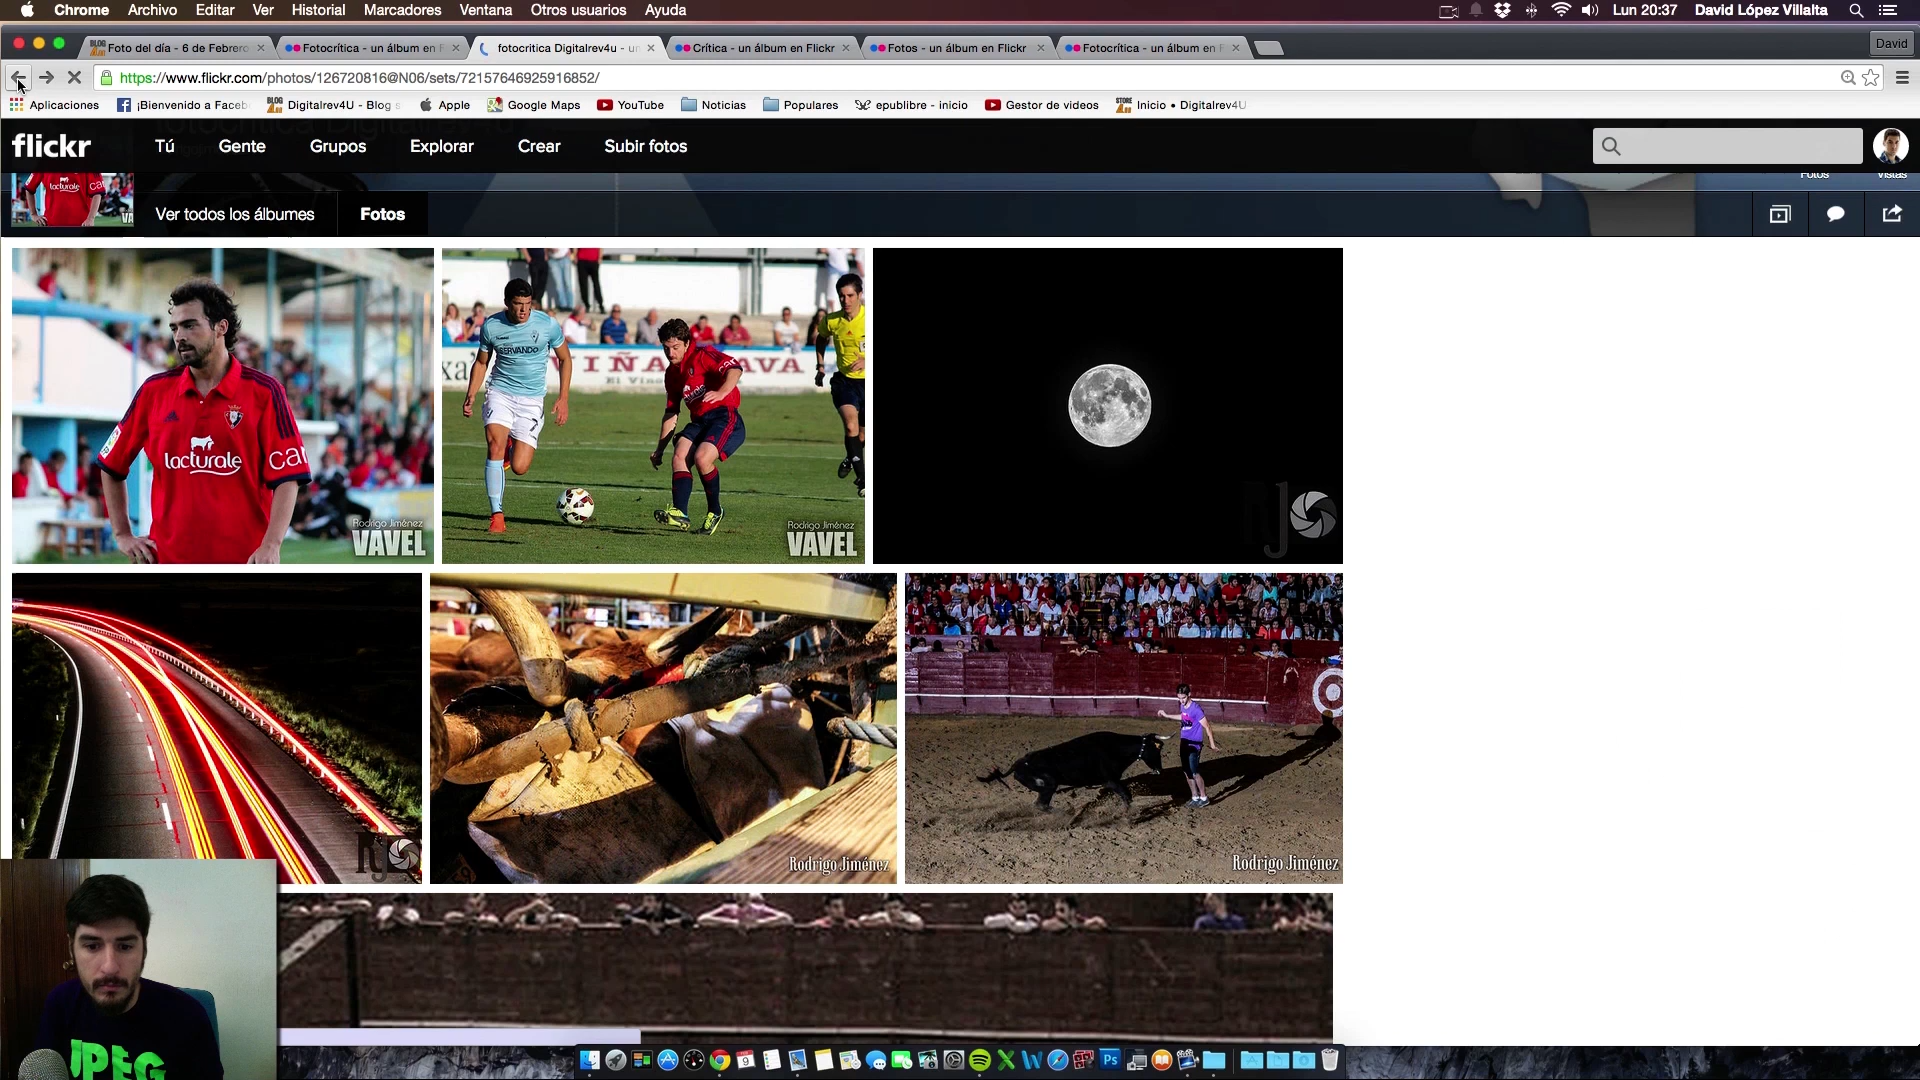 Chrome Archivo Editar Ver Historial Marcadores Ventana Otros usuarios Ayuda Lun 20:37 David López Villalta
Foto del día - 6 de Febrero Fotocrítica - un álbum en F fotocritica Digitalrev4u - un Crítica - un álbum en Flickr Fotos - un álbum en Flickr Fotocrítica - un álbum en F David
https://www.flickr.com/photos/126720816@N06/sets/72157646925916852/
Aplicaciones ¡Bienvenido a Faceb Digitalrev4U - Blog s Apple Google Maps YouTube Noticias Populares epublibre - inicio Gestor de videos Inicio • Digitalrev4U
flickr Tú Gente Grupos Explorar Crear Subir fotos
Fotos Vistas
Ver todos los álbumes Fotos
lacturale
SERVANDO
VIÑA
Rodrigo Jiménez
VAVEL
Rodrigo Jiménez
VAVEL
Rodrigo Jiménez
Rodrigo Jiménez
JPEG